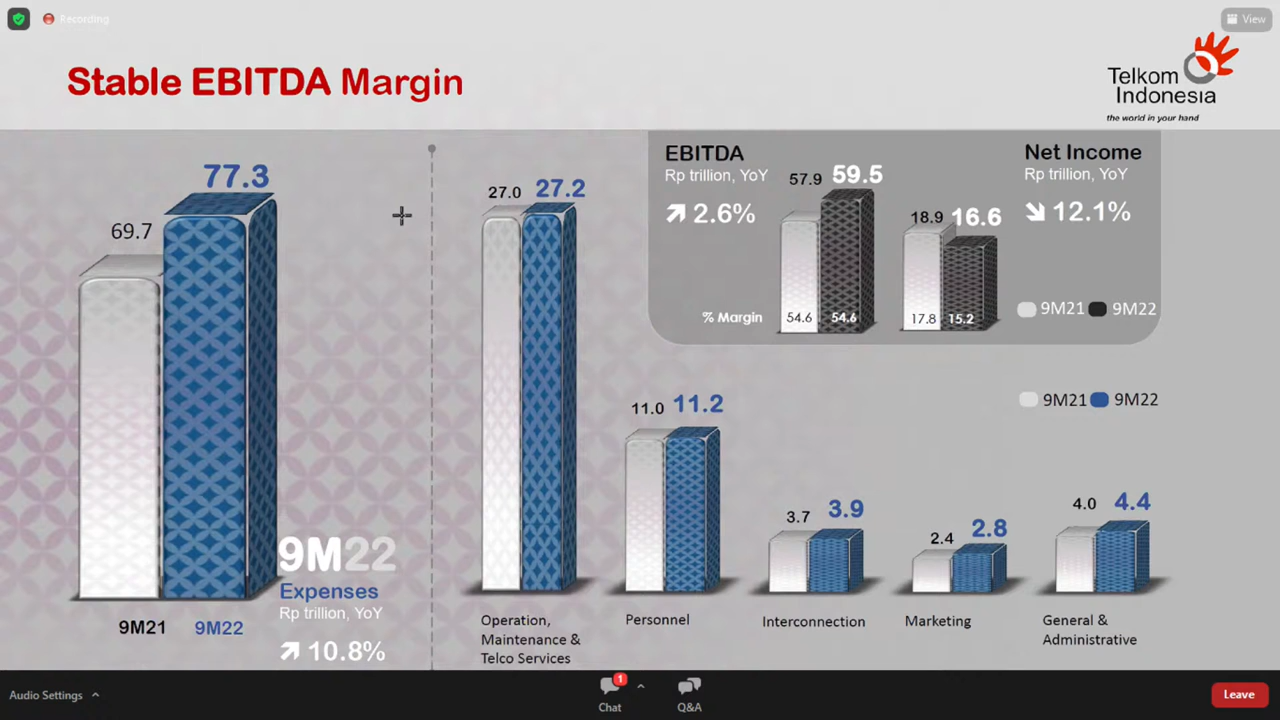 Recording
View
Stable EBITDA Margin
Telkom
Indonesia
the world in your hand
77.3
69.7
9M22
Expenses
Rp trillion, YoY
10.8%
9M21
9M22
27.0
27.2
Operation,
Maintenance &
Telco Services
11.0
11.2
Personnel
3.7
3.9
Interconnection
2.4
2.8
Marketing
4.0
4.4
General &
Administrative
EBITDA
Rp trillion, YoY
2.6%
57.9
59.5
18.9
16.6
% Margin
54.6
54.6
17.8
15.2
Net Income
Rp trillion, YoY
12.1%
9M21
9M22
9M21
9M22
Audio Settings
1
Chat
Q&A
Leave